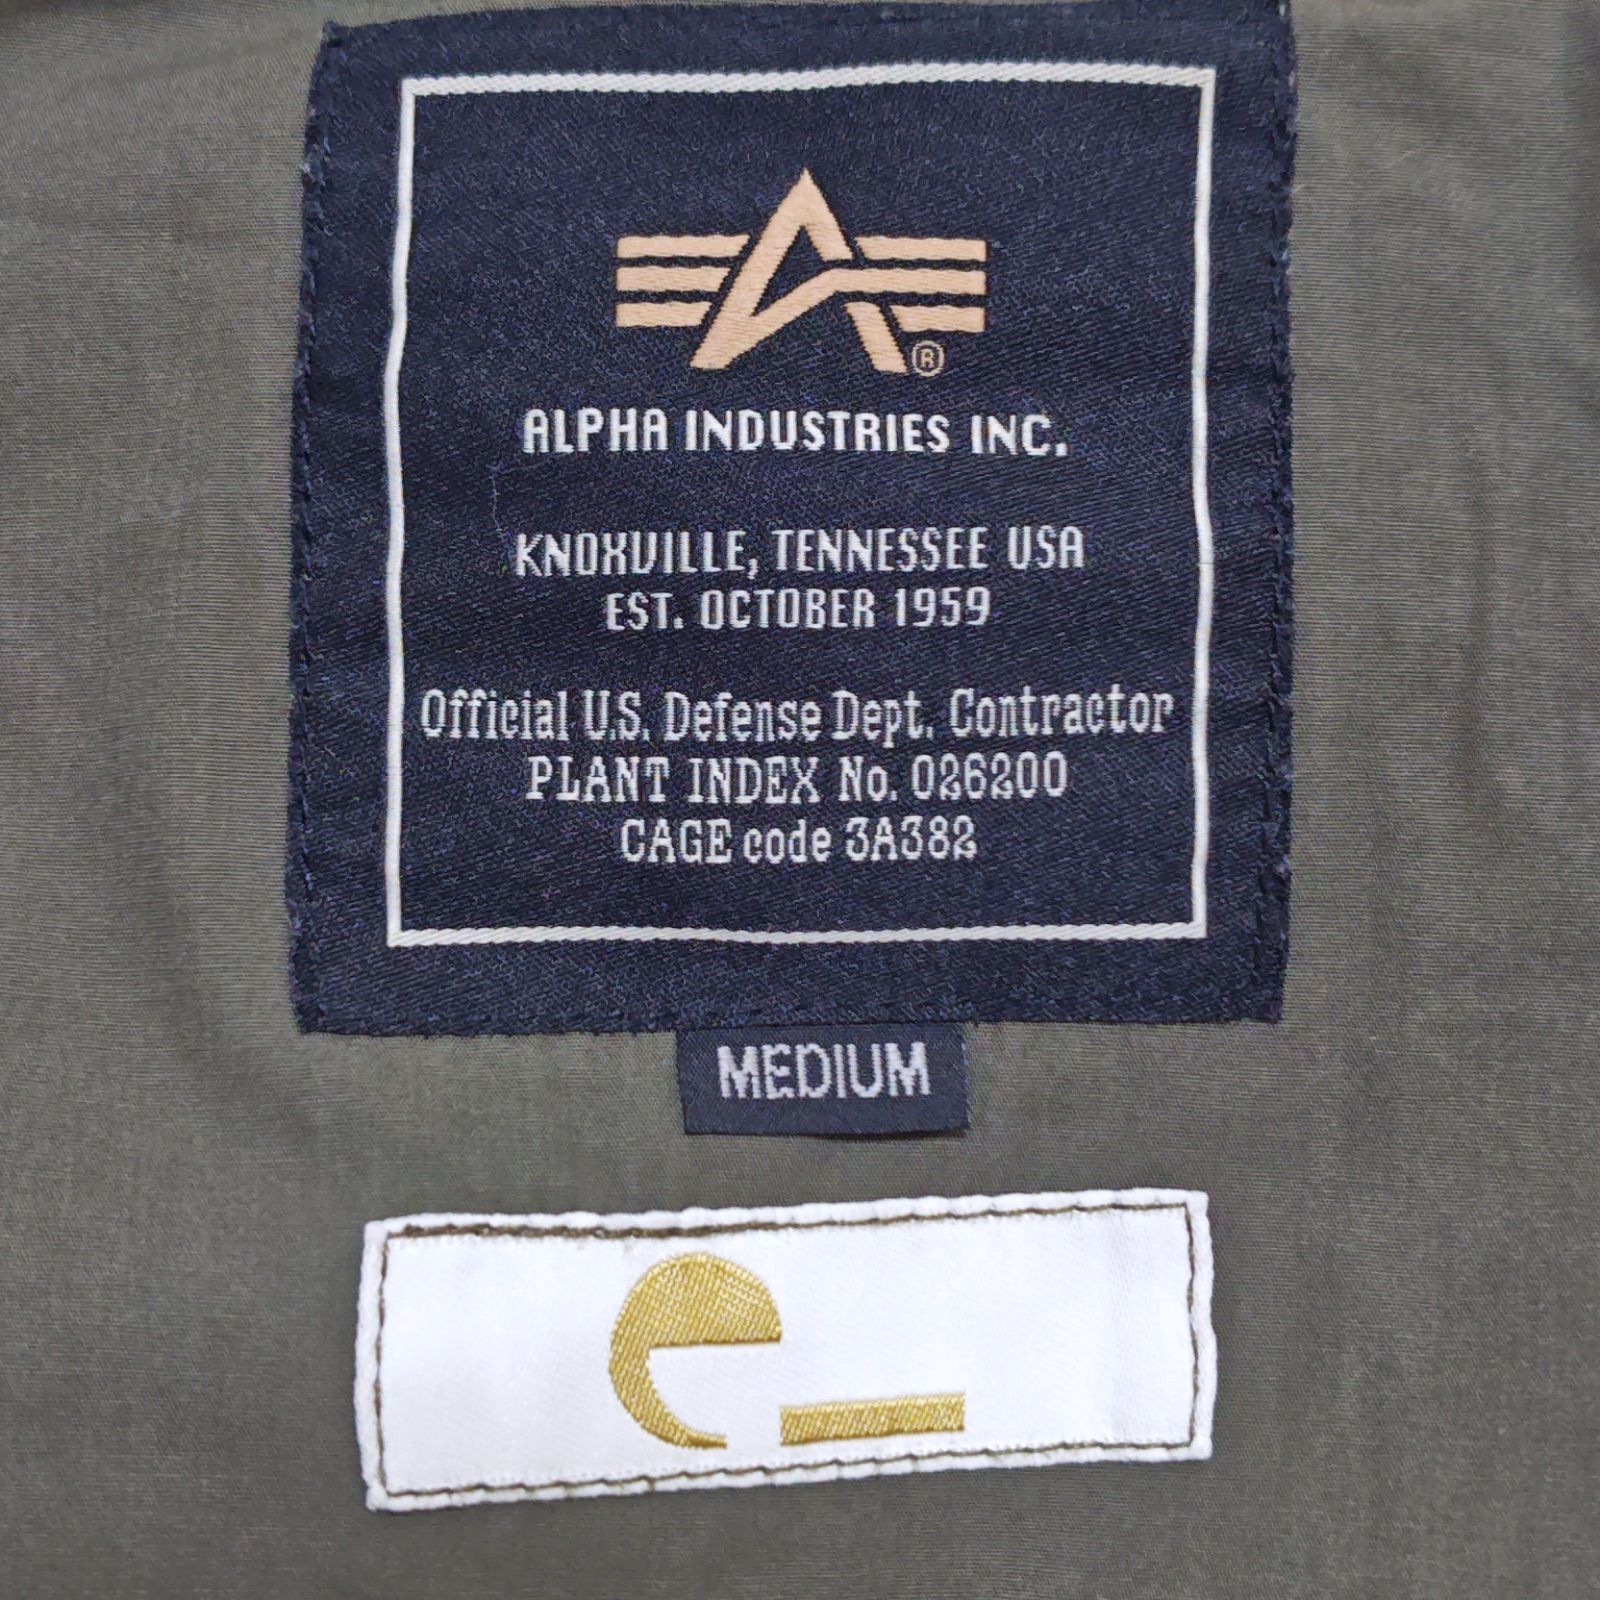 ALPHA INDUSTRIES INC.
KNOXVILLE, TENNESSEE USA
EST. OCTOBER 1959
Official U.S. Defense Dept. Contractor
PLANT INDEX No. 026200
CAGE code 3A382
MEDIUM
e_